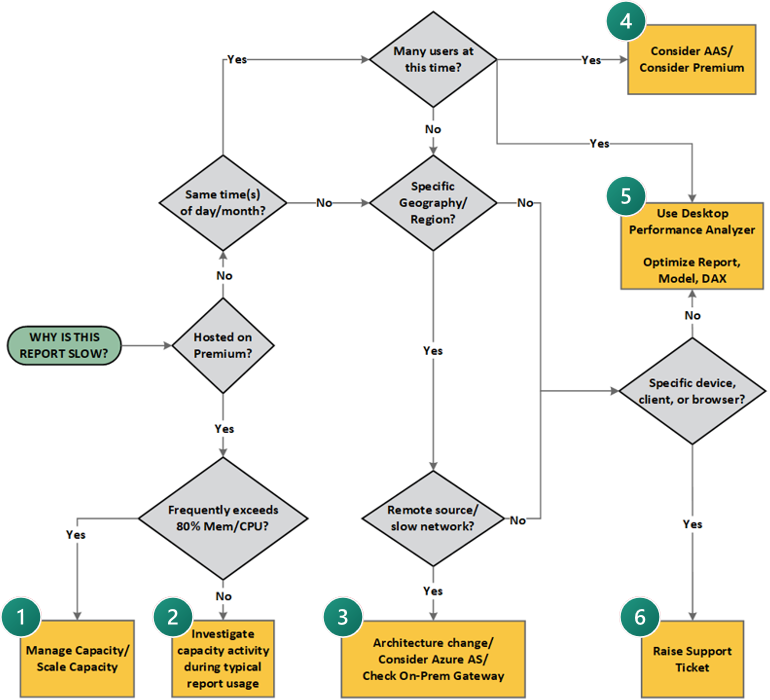 4
Many users at
this time?
Yes
Yes
Consider AAS/
Consider Premium
No
Yes
Same time(s)
of day/month?
No
Specific
Geography/
Region?
No
5
Use Desktop
Performance Analyzer
Optimize Report,
Model, DAX
No
No
WHY IS THIS
REPORT SLOW?
Hosted on
Premium?
Yes
Specific device,
client, or browser?
Yes
Frequently exceeds
80% Mem/CPU?
Yes
Remote source/
slow network?
No
Yes
No
Yes
1
Manage Capacity/
Scale Capacity
2
Investigate
capacity activity
during typical
report usage
3
Architecture change/
Consider Azure AS/
Check On-Prem Gateway
6
Raise Support
Ticket